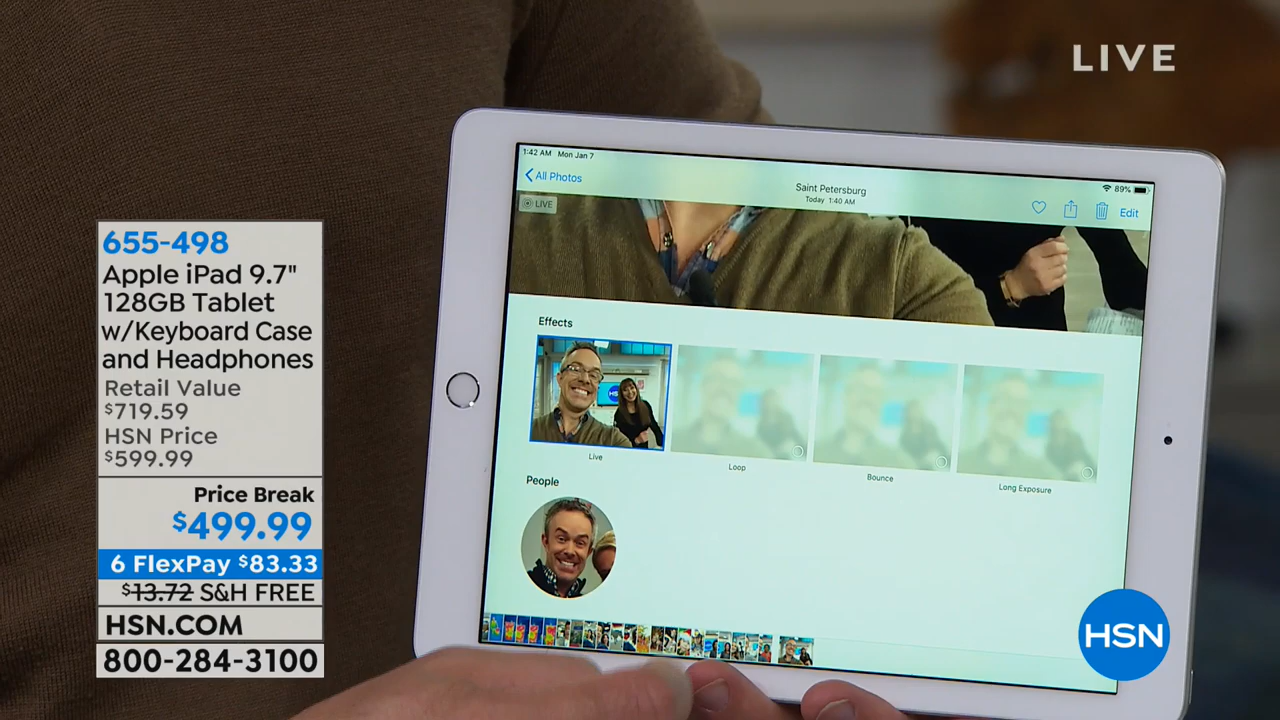 LIVE
655-498
Apple iPad 9.7"
128GB Tablet
w/Keyboard Case
and Headphones
Retail Value
$719.59
HSN Price
$599.99
Price Break
$499.99
6 FlexPay $83.33
$13.72 S&H FREE
HSN.COM
800-284-3100
1:42 AM Mon Jan 7
89%
All Photos
Saint Petersburg
Today 1:40 AM
Edit
LIVE
Effects
HS
Live
Loop
Bounce
Long Exposure
People
HSN